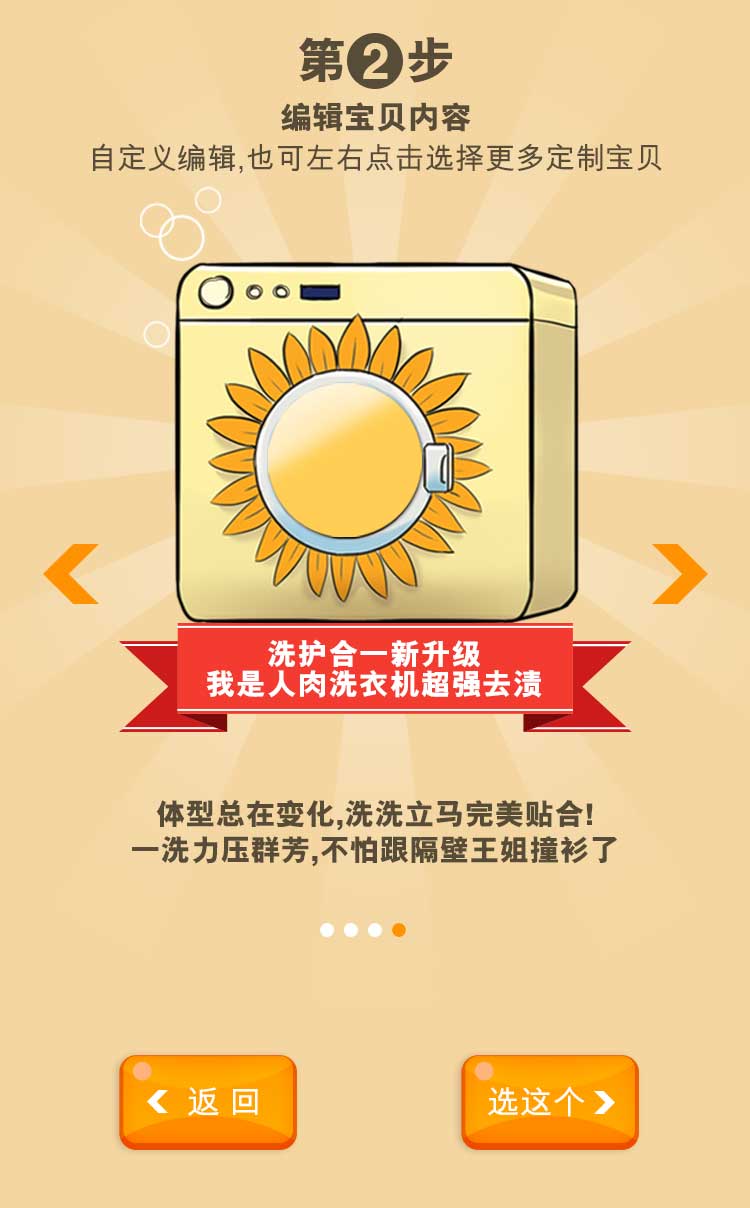 第2步
编辑宝贝内容
自定义编辑,也可左右点击选择更多定制宝贝
洗护合一新升级
我是人肉洗衣机超强去渍
体型总在变化,洗洗立马完美贴合!
一洗力压群芳,不怕跟隔壁王姐撞衫了
返回
选这个